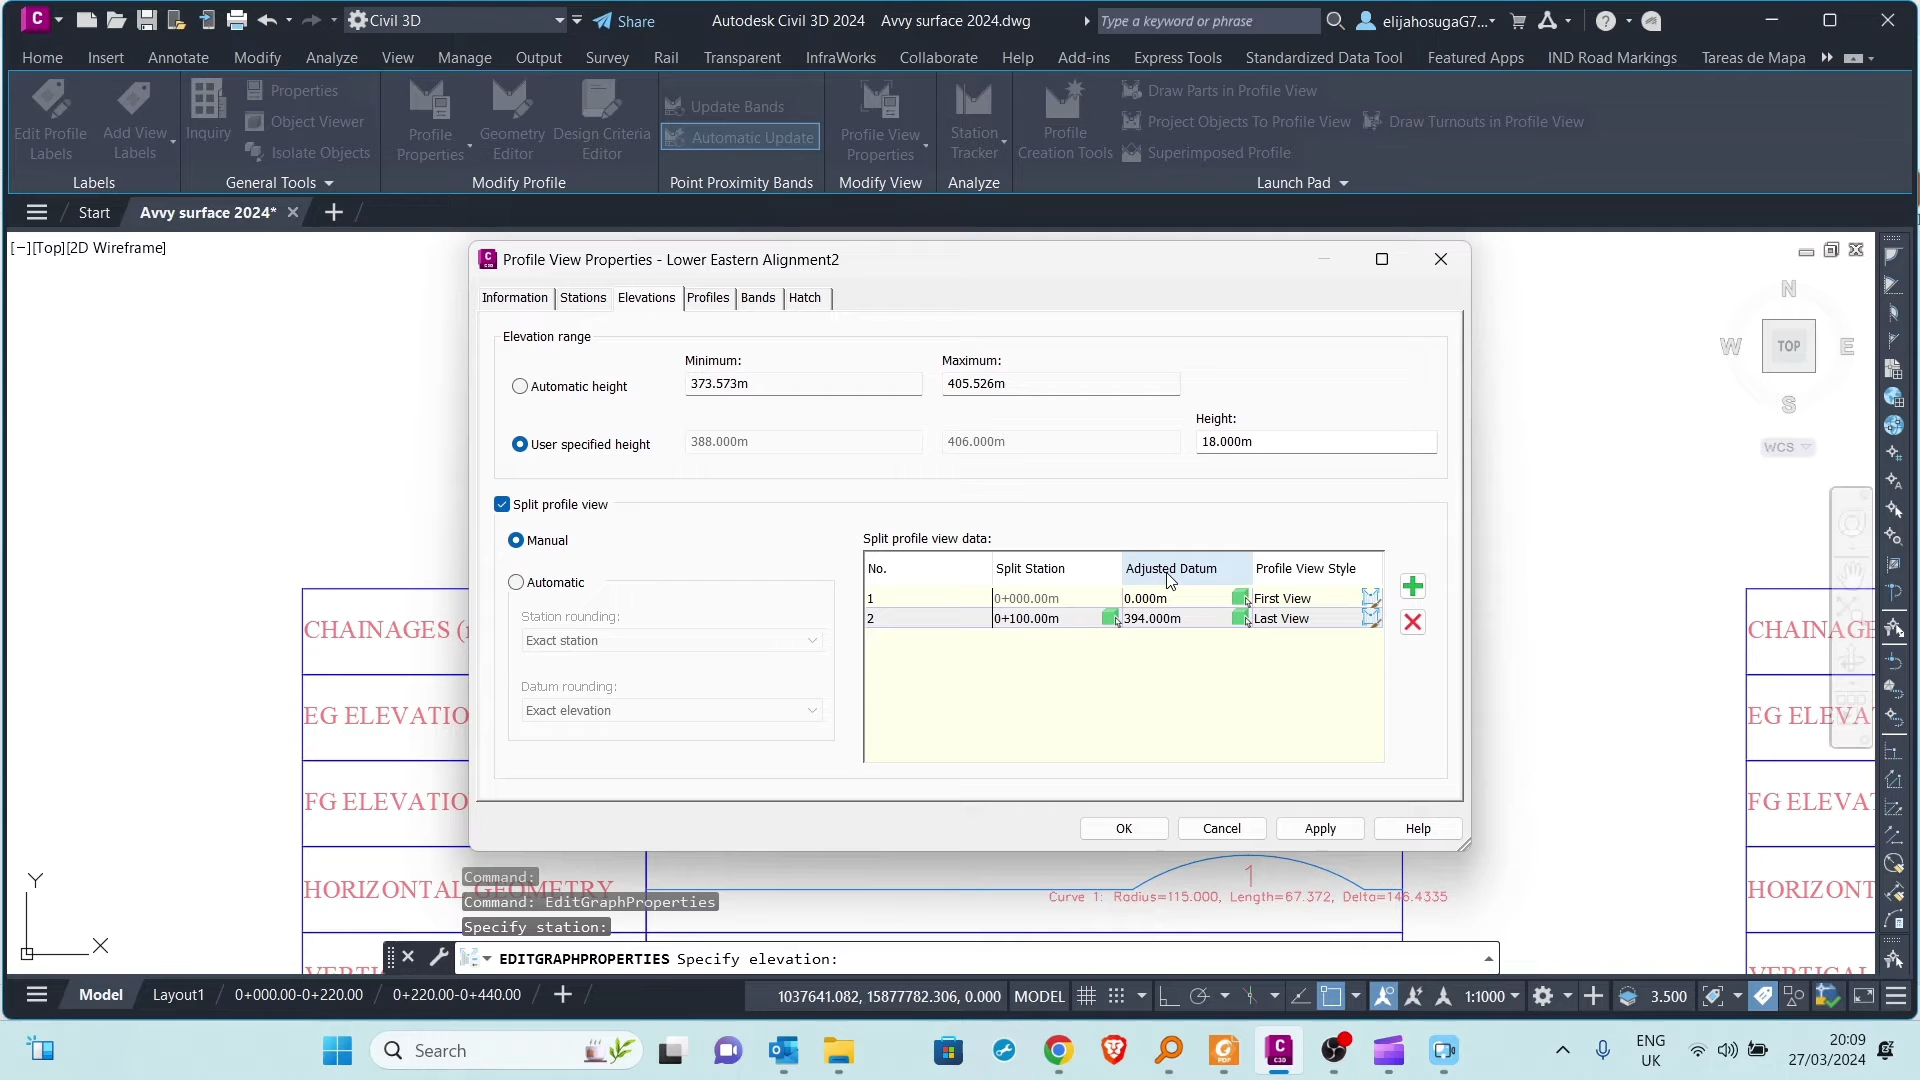 Civil 3D
Share
Autodesk Civil 3D 2024 Avvy surface 2024.dwg
Type a keyword or phrase
elijahosugaG7...
Home Insert Annotate Modify Analyze View Manage Output Survey Rail Transparent InfraWorks Collaborate Help Add-ins Express Tools Standardized Data Tool Featured Apps IND Road Markings Tareas de Mapa
Edit Profile Labels
Add View Labels
Inquiry
Properties
Object Viewer
Isolate Objects
Profile Properties
Geometry Editor
Design Criteria Editor
Update Bands
Automatic Update
Profile View Properties
Station Tracker
Profile Creation Tools
Draw Parts in Profile View
Project Objects To Profile View
Draw Turnouts in Profile View
Superimposed Profile
Labels General Tools Modify Profile Point Proximity Bands Modify View Analyze Launch Pad
Start Avvy surface 2024*
[−][Top][2D Wireframe]
Profile View Properties - Lower Eastern Alignment2
Information Stations Elevations Profiles Bands Hatch
Elevation range
Minimum: Maximum:
Automatic height 373.573m 405.526m
Height:
User specified height 388.000m 406.000m 18.000m
Split profile view
Manual
Automatic
Station rounding:
Exact station
Datum rounding:
Exact elevation
Split profile view data:
No. Split Station Adjusted Datum Profile View Style
1 0+000.00m 0.000m First View
2 0+100.00m 394.000m Last View
OK Cancel Apply Help
N
W TOP E
S
WCS
CHAINAGES (
EG ELEVATIO
FG ELEVATIO
HORIZONTAL GEOMETRY
CHAINAGE
EG ELEVA
FG ELEVAT
HORIZONT
VERTICAL
1
Curve 1: Radius=115.000, Length=67.372, Delta=146.4335
Command:
Command: EditGraphProperties
Specify station:
EDITGRAPHPROPERTIES Specify elevation:
Y
X
Model Layout1 0+000.00-0+220.00 0+220.00-0+440.00
1037641.082, 15877782.306, 0.000 MODEL 1:1000 3.500
Search
ENG
UK
20:09
27/03/2024